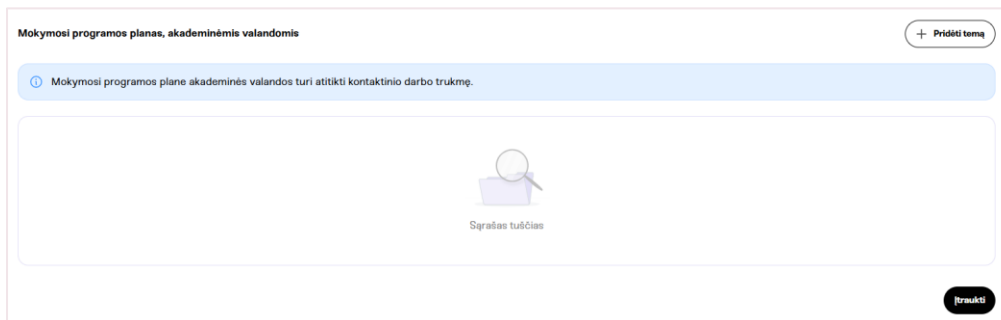 Mokymosi programos planas, akademinėmis valandomis
+ Pridėti temą
Mokymosi programos plane akademinės valandos turi atitikti kontaktinio darbo trukmę.
Sąrašas tuščias
Įtraukti